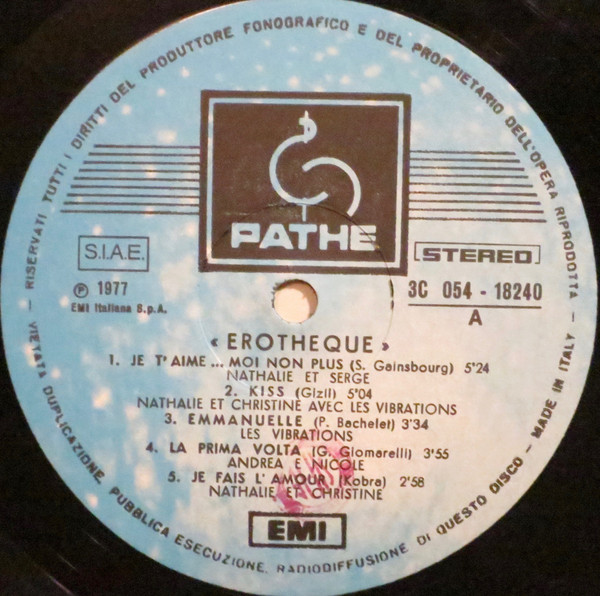 RISERVATI TUTTI I DIRITTI DEL PRODUTTORE FONOGRAFICO E DEL PROPRIETARIO DELL'OPERA RIPRODOTTA
PATHE
S.I.A.E.
STEREO
Ⓟ 1977
EMI Italiana S.p.A.
3C 054 - 18240
A
« EROTHEQUE »
1. JE T'AIME ... MOI NON PLUS (S. Gainsbourg) 5'24
NATHALIE ET SERGE
2. KISS (Gizil) 5'04
NATHALIE ET CHRISTINE AVEC LES VIBRATIONS
3. EMMANUELLE (P. Bachelet) 3'34
LES VIBRATIONS
4. LA PRIMA VOLTA (G. Giomarelli) 3'55
ANDREA E NICOLE
5. JE FAIS L'AMOUR (Kobra) 2'58
NATHALIE ET CHRISTINE
EMI
VIETATA DUPLICAZIONE, PUBBLICA ESECUZIONE, RADIODIFFUSIONE DI QUESTO DISCO - MADE IN ITALY -